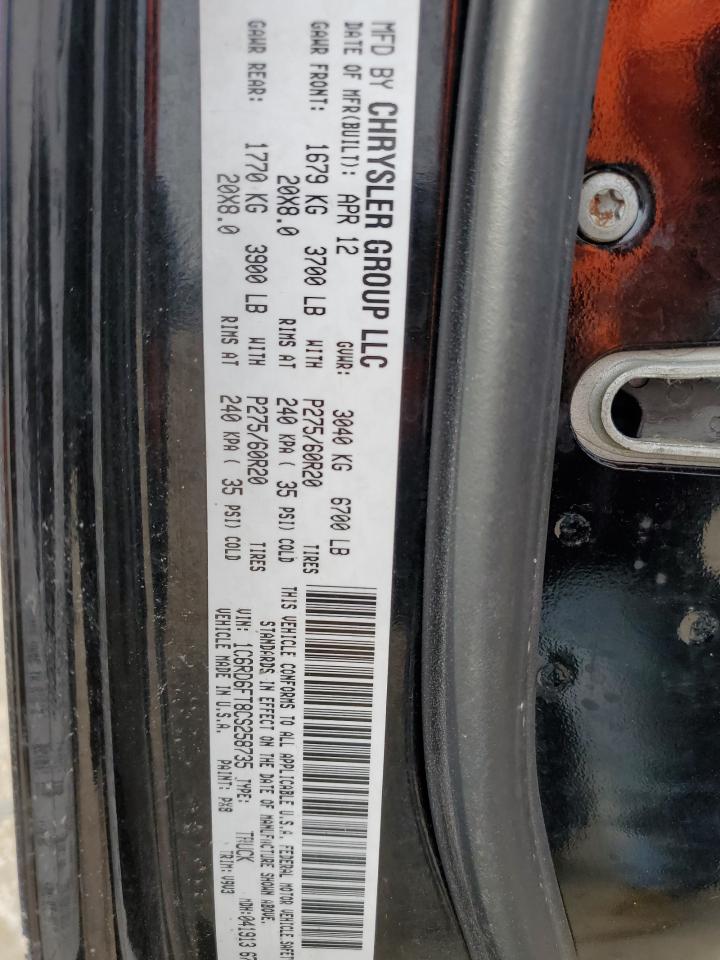 MFD BY CHRYSLER GROUP LLC
DATE OF MFR(BUILT): APR 12 GVWR: 3040 KG 6700 LB
GAWR FRONT: 1679 KG 3700 LB WITH P275/60R20 TIRES
20X8.0 RIMS AT 240 KPA ( 35 PSI) COLD
GAWR REAR: 1770 KG 3900 LB WITH P275/60R20 TIRES
20X8.0 RIMS AT 240 KPA ( 35 PSI) COLD
THIS VEHICLE CONFORMS TO ALL APPLICABLE U.S.A. FEDERAL MOTOR VEHICLE
STANDARDS IN EFFECT ON THE DATE OF MANUFACTURE SHOWN ABOVE.
VIN: 1C6RD6FT8CS258735 TYPE: TRUCK MDH:041913
VEHICLE MADE IN U.S.A. PAINT: PX8 TRIM: V9V3